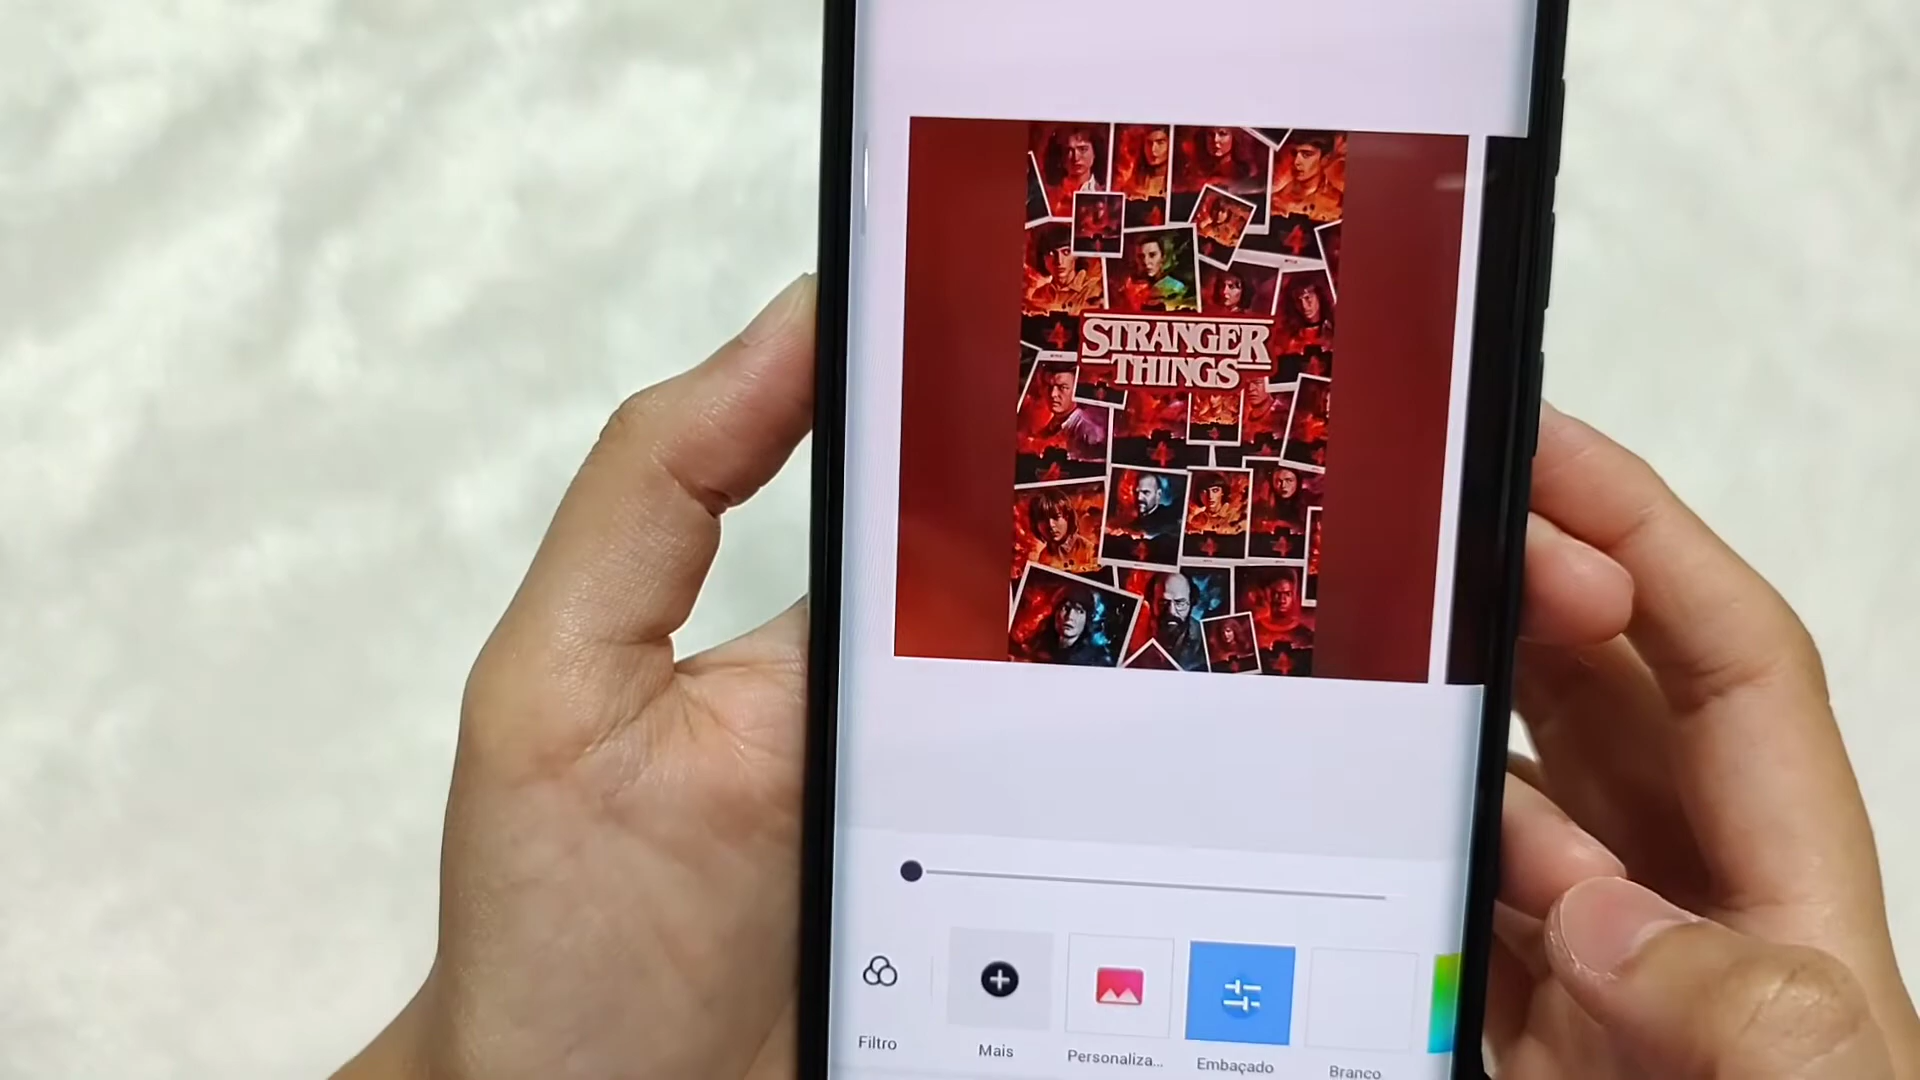 STRANGER
THINGS
Filtro
Mais
Personaliza...
Embaçado
Branco